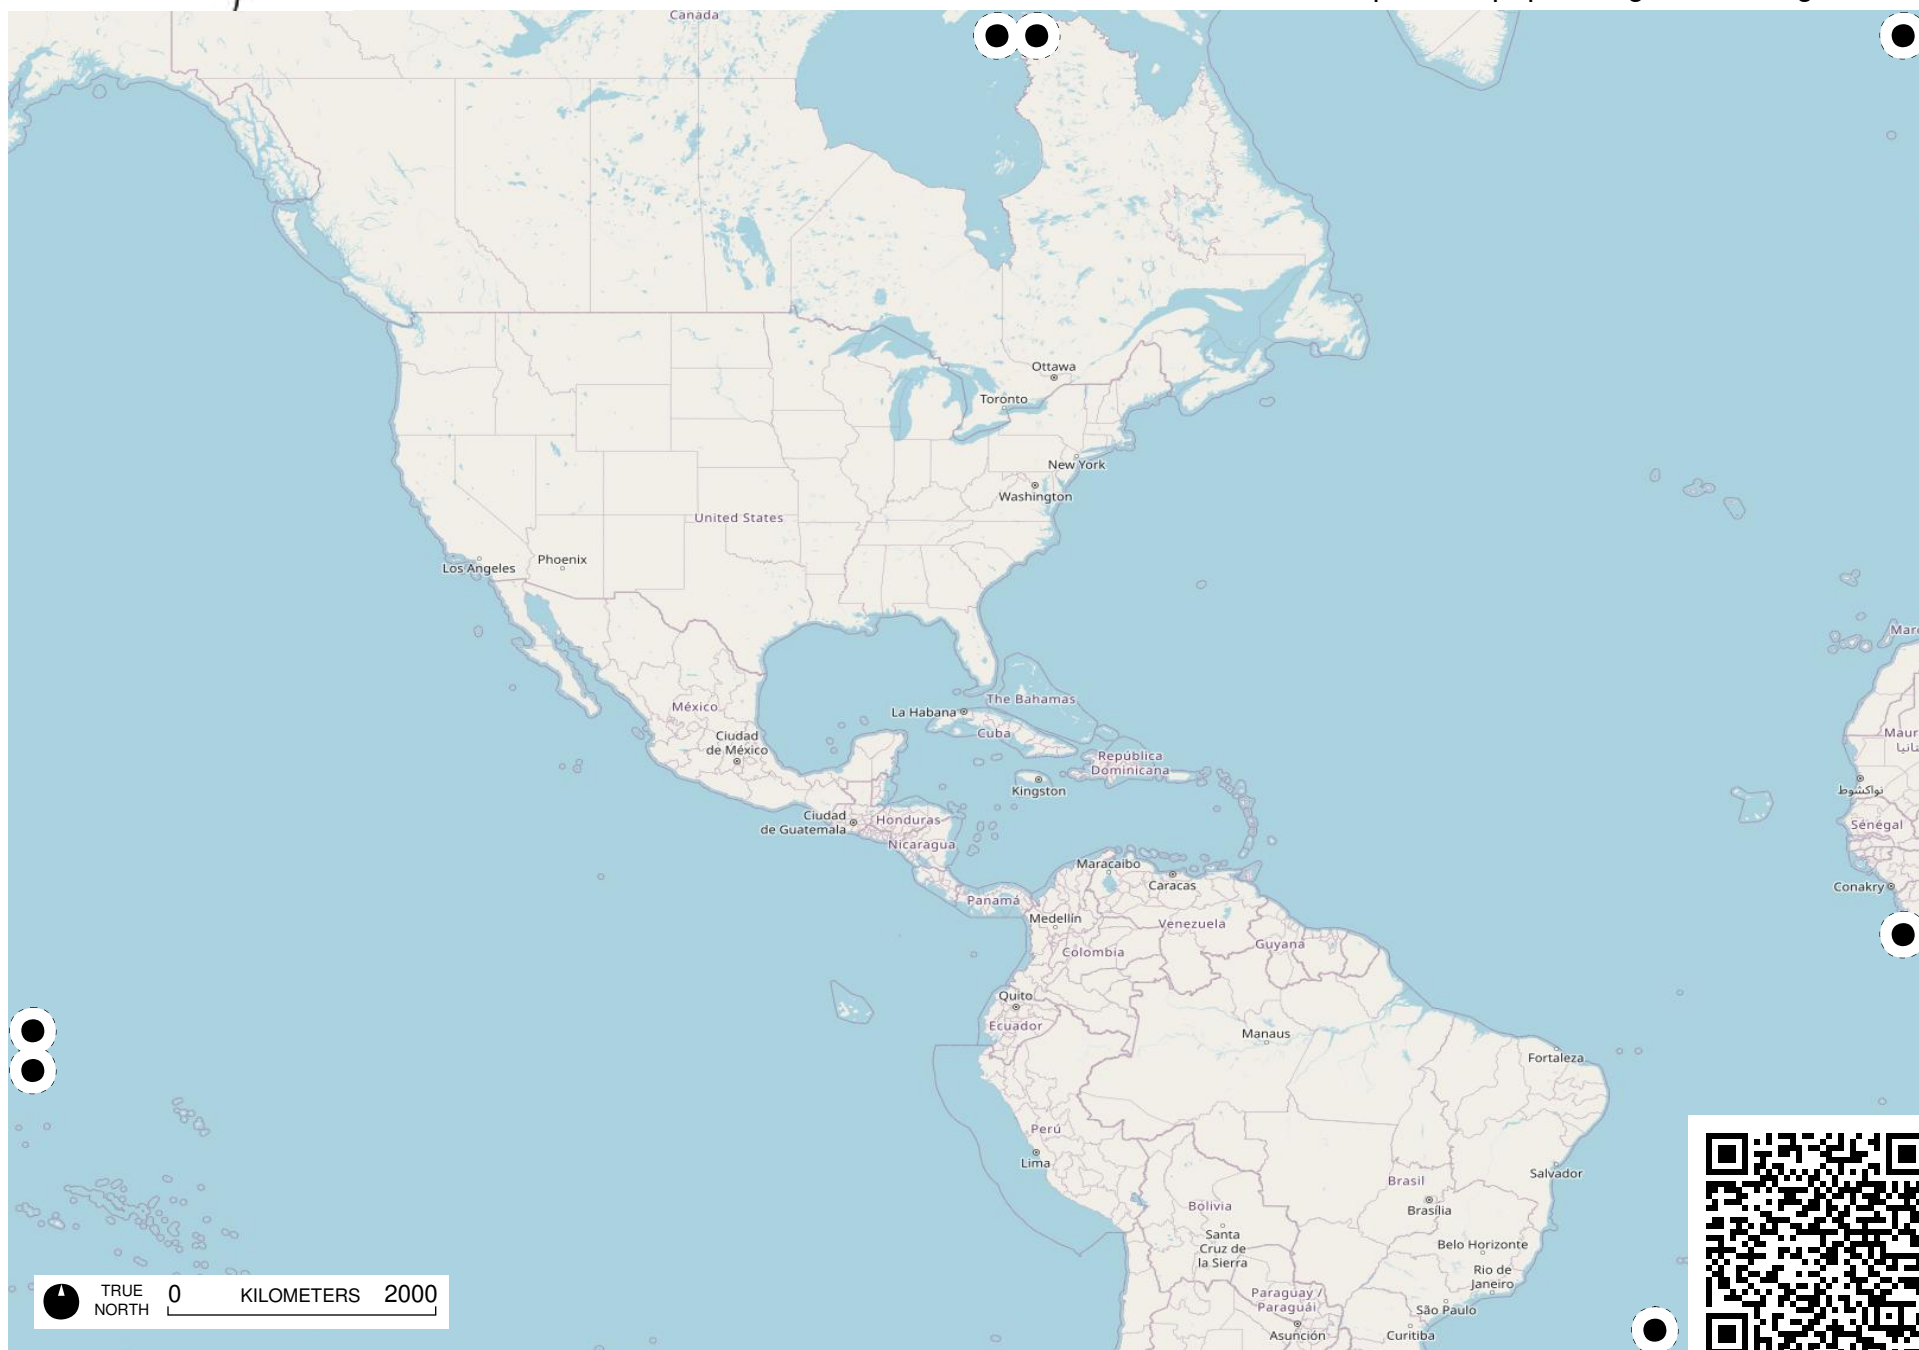 Canada
Ottawa
Toronto
New York
Washington
United States
Los Angeles
Phoenix
México
Ciudad
de México
La Habana
The Bahamas
Cuba
República
Dominicana
Kingston
Ciudad
de Guatemala
Honduras
Nicaragua
Panamá
Maracaibo
Caracas
Medellín
Venezuela
Colombia
Guyana
Quito
Ecuador
Manaus
Fortaleza
Perú
Lima
Salvador
Brasil
Brasília
Bolivia
Santa
Cruz de
la Sierra
Belo Horizonte
Rio de
Janeiro
Paraguay /
Paraguái
São Paulo
Asunción
Curitiba
نواكشوط
Sénégal
Conakry
TRUE
NORTH
0 KILOMETERS 2000